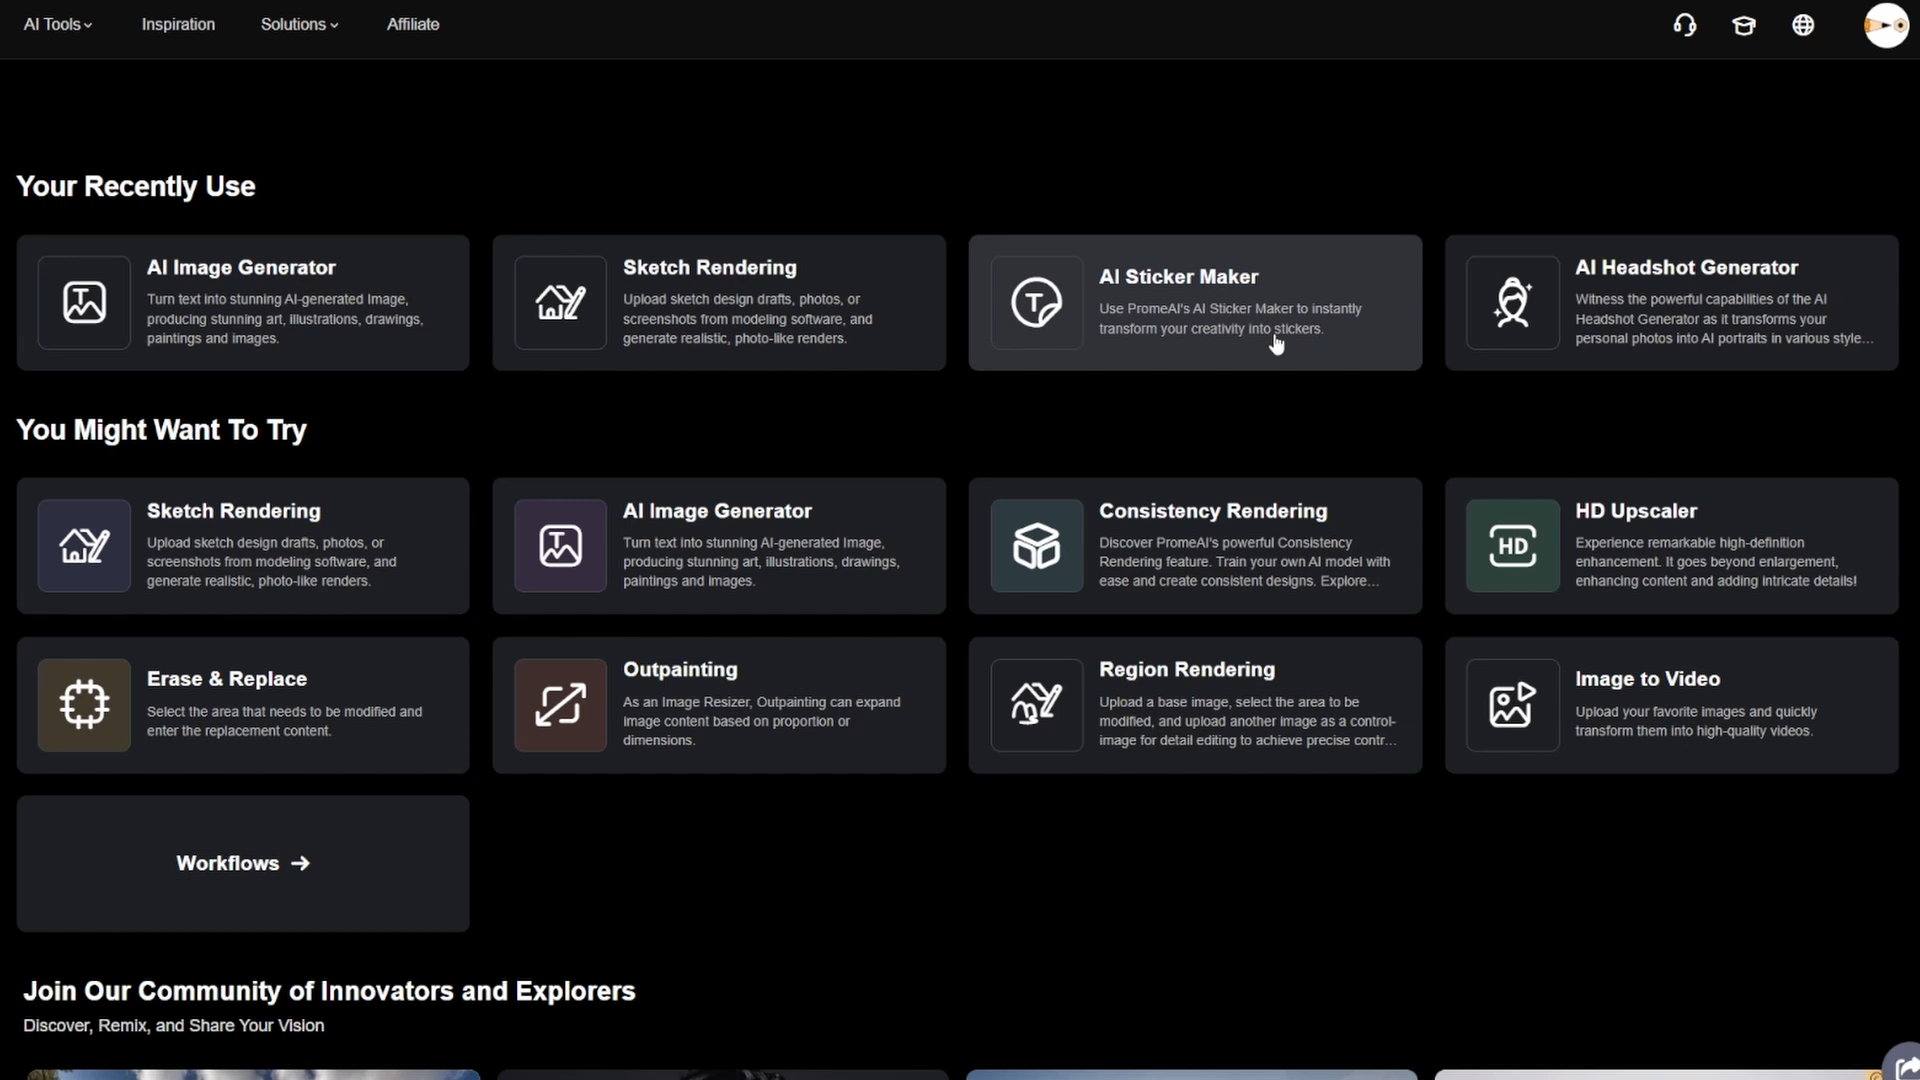 AI Tools
Inspiration
Solutions
Affiliate
Your Recently Use
AI Image Generator
Turn text into stunning AI-generated Image,
producing stunning art, illustrations, drawings,
paintings and images.
Sketch Rendering
Upload sketch design drafts, photos, or
screenshots from modeling software, and
generate realistic, photo-like renders.
T
AI Sticker Maker
Use PromeAI's AI Sticker Maker to instantly
transform your creativity into stickers.
AI Headshot Generator
Witness the powerful capabilities of the AI
Headshot Generator as it transforms your
personal photos into AI portraits in various style...
You Might Want To Try
Sketch Rendering
Upload sketch design drafts, photos, or
screenshots from modeling software, and
generate realistic, photo-like renders.
AI Image Generator
Turn text into stunning AI-generated Image,
producing stunning art, illustrations, drawings,
paintings and images.
Consistency Rendering
Discover PromeAI's powerful Consistency
Rendering feature. Train your own AI model with
ease and create consistent designs. Explore...
HD
HD Upscaler
Experience remarkable high-definition
enhancement. It goes beyond enlargement,
enhancing content and adding intricate details!
Erase & Replace
Select the area that needs to be modified and
enter the replacement content.
Outpainting
As an Image Resizer, Outpainting can expand
image content based on proportion or
dimensions.
Region Rendering
Upload a base image, select the area to be
modified, and upload another image as a control-
image for detail editing to achieve precise contr...
Image to Video
Upload your favorite images and quickly
transform them into high-quality videos.
Workflows →
Join Our Community of Innovators and Explorers
Discover, Remix, and Share Your Vision